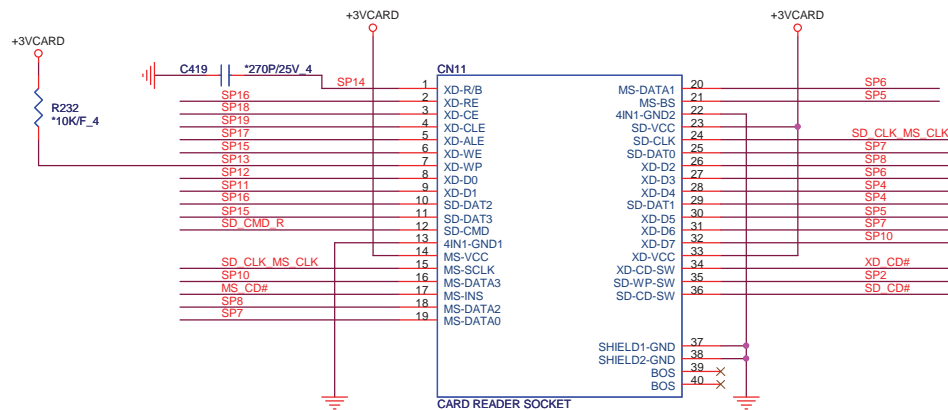 +3VCARD
+3VCARD
+3VCARD
C419
*270P/25V_4
CN11
R232
*10K/F_4
SP14 1 XD-R/B
SP16 2 XD-RE
SP18 3 XD-CE
SP19 4 XD-CLE
SP17 5 XD-ALE
SP15 6 XD-WE
SP13 7 XD-WP
SP12 8 XD-D0
SP11 9 XD-D1
SP16 10 SD-DAT2
SP15 11 SD-DAT3
SD_CMD_R 12 SD-CMD
13 4IN1-GND1
14 MS-VCC
SD_CLK_MS_CLK 15 MS-SCLK
SP10 16 MS-DATA3
MS_CD# 17 MS-INS
SP8 18 MS-DATA2
SP7 19 MS-DATA0
MS-DATA1 20 SP6
MS-BS 21 SP5
4IN1-GND2 22
SD-VCC 23
SD-CLK 24 SD_CLK_MS_CLK
SD-DAT0 25 SP7
XD-D2 26 SP8
XD-D3 27 SP6
XD-D4 28 SP4
SD-DAT1 29 SP4
XD-D5 30 SP5
XD-D6 31 SP7
XD-D7 32 SP10
XD-VCC 33
XD-CD-SW 34 XD_CD#
SD-WP-SW 35 SP2
SD-CD-SW 36 SD_CD#
SHIELD1-GND 37
SHIELD2-GND 38
BOS 39
BOS 40
CARD READER SOCKET